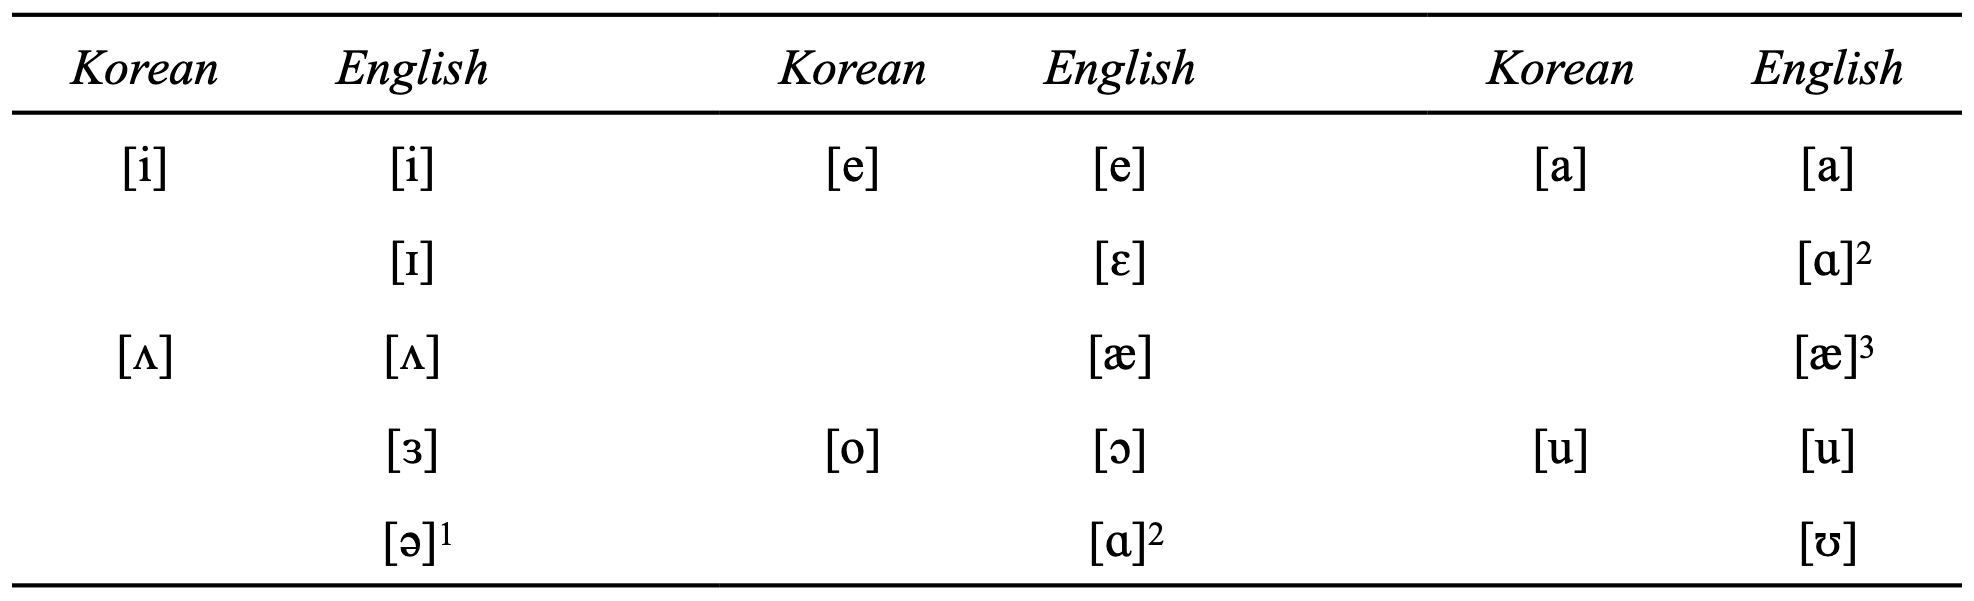 Korean English Korean English Korean English
[i] [i] [e] [e] [a] [a]
[ɪ] [ɛ] [ɑ]²
[ʌ] [ʌ] [æ] [æ]³
[ɜ] [o] [ɔ] [u] [u]
[ə]¹ [ɑ]² [ʊ]